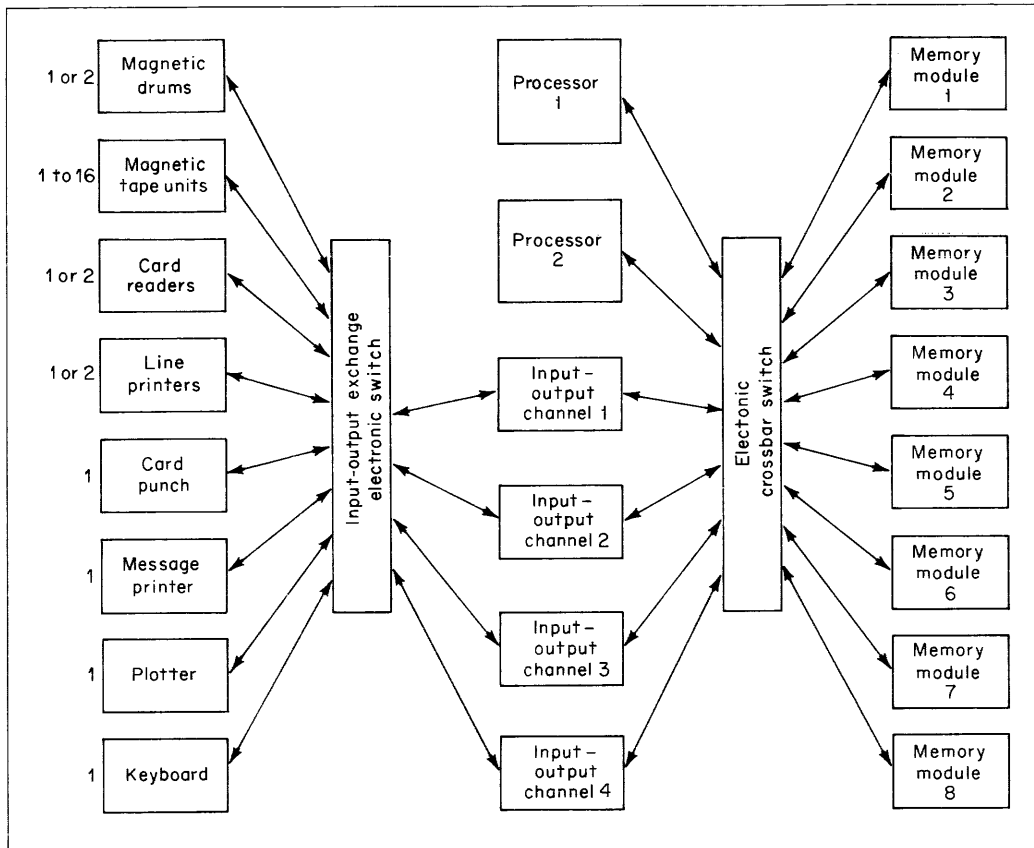 1 or 2
Magnetic
drums
1 to 16
Magnetic
tape units
1 or 2
Card
readers
1 or 2
Line
printers
1
Card
punch
1
Message
printer
1
Plotter
1
Keyboard
Input-output exchange
electronic switch
Processor
1
Processor
2
Input-
output
channel 1
Input-
output
channel 2
Input-
output
channel 3
Input-
output
channel 4
Electonic
crossbar switch
Memory
module
1
Memory
module
2
Memory
module
3
Memory
module
4
Memory
module
5
Memory
module
6
Memory
module
7
Memory
module
8